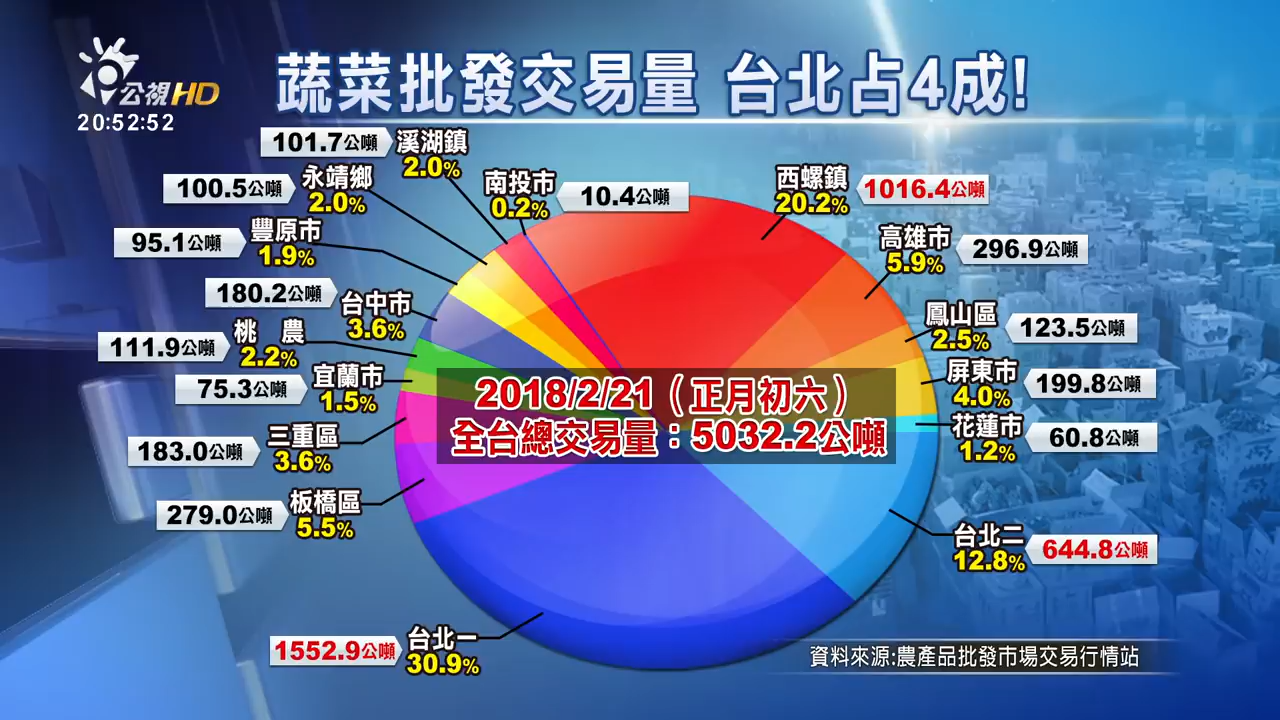 公視HD
20:52:52
蔬菜批發交易量 台北占4成!
101.7公噸
溪湖鎮
2.0%
100.5公噸
永靖鄉
2.0%
南投市
0.2%
10.4公噸
西螺鎮
20.2%
1016.4公噸
95.1公噸
豐原市
1.9%
高雄市
5.9%
296.9公噸
180.2公噸
台中市
3.6%
鳳山區
2.5%
123.5公噸
111.9公噸
桃 農
2.2%
75.3公噸
宜蘭市
1.5%
屏東市
4.0%
199.8公噸
2018/2/21（正月初六）
全台總交易量：5032.2公噸
花蓮市
1.2%
60.8公噸
183.0公噸
三重區
3.6%
279.0公噸
板橋區
5.5%
台北二
12.8%
644.8公噸
1552.9公噸
台北一
30.9%
資料來源:農產品批發市場交易行情站